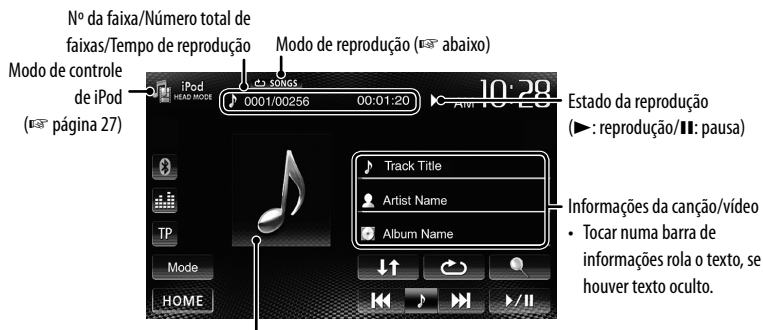 Nº da faixa/Número total de
faixas/Tempo de reprodução
Modo de reprodução (☞ abaixo)
Modo de controle
de iPod
(☞ página 27)
iPod
HEAD MODE
SONGS
0001/00256 00:01:20
AM 10:28
Estado da reprodução
(►: reprodução/II: pausa)
Track Title
Artist Name
Album Name
Informações da canção/vídeo
• Tocar numa barra de
informações rola o texto, se
houver texto oculto.
TP
Mode
HOME